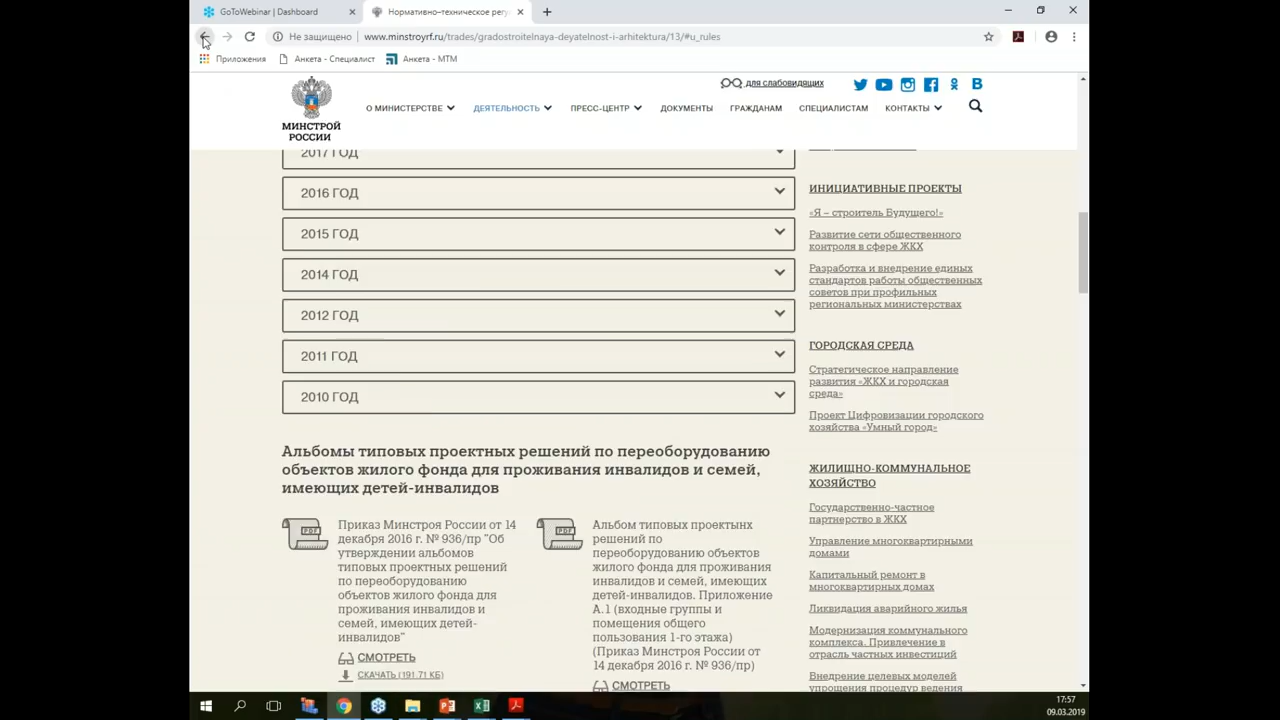 GoToWebinar | Dashboard
Нормативно–техническое регу
Не защищено
www.minstroyrf.ru/trades/gradostroitelnaya-deyatelnost-i-arhitektura/13/#u_rules
Приложения
Анкета - Специалист
Анкета - МТМ
для слабовидящих
МИНСТРОЙ
РОССИИ
О МИНИСТЕРСТВЕ
ДЕЯТЕЛЬНОСТЬ
ПРЕСС-ЦЕНТР
ДОКУМЕНТЫ
ГРАЖДАНАМ
СПЕЦИАЛИСТАМ
КОНТАКТЫ
2017 ГОД
2016 ГОД
2015 ГОД
2014 ГОД
2012 ГОД
2011 ГОД
2010 ГОД
Альбомы типовых проектных решений по переоборудованию
объектов жилого фонда для проживания инвалидов и семей,
имеющих детей-инвалидов
PDF
Приказ Минстроя России от 14
декабря 2016 г. № 936/пр "Об
утверждении альбомов
типовых проектных решений
по переоборудованию
объектов жилого фонда для
проживания инвалидов и
семей, имеющих детей-
инвалидов"
СМОТРЕТЬ
СКАЧАТЬ (191.71 КБ)
PDF
Альбом типовых проектынх
решений по
переоборудованию объектов
жилого фонда для проживания
инвалидов и семей, имеющих
детей-инвалидов. Приложение
А.1 (входные группы и
помещения общего
пользования 1-го этажа)
(Приказ Минстроя России от
14 декабря 2016 г. № 936/пр)
СМОТРЕТЬ
ИНИЦИАТИВНЫЕ ПРОЕКТЫ
«Я – строитель Будущего!»
Развитие сети общественного
контроля в сфере ЖКХ
Разработка и внедрение единых
стандартов работы общественных
советов при профильных
региональных министерствах
ГОРОДСКАЯ СРЕДА
Стратегическое направление
развития «ЖКХ и городская
среда»
Проект Цифровизации городского
хозяйства «Умный город»
ЖИЛИЩНО-КОММУНАЛЬНОЕ
ХОЗЯЙСТВО
Государственно-частное
партнерство в ЖКХ
Управление многоквартирными
домами
Капитальный ремонт в
многоквартирных домах
Ликвидация аварийного жилья
Модернизация коммунального
комплекса. Привлечение в
отрасль частных инвестиций
Внедрение целевых моделей
упрощения процедур ведения
17:57
09.03.2019